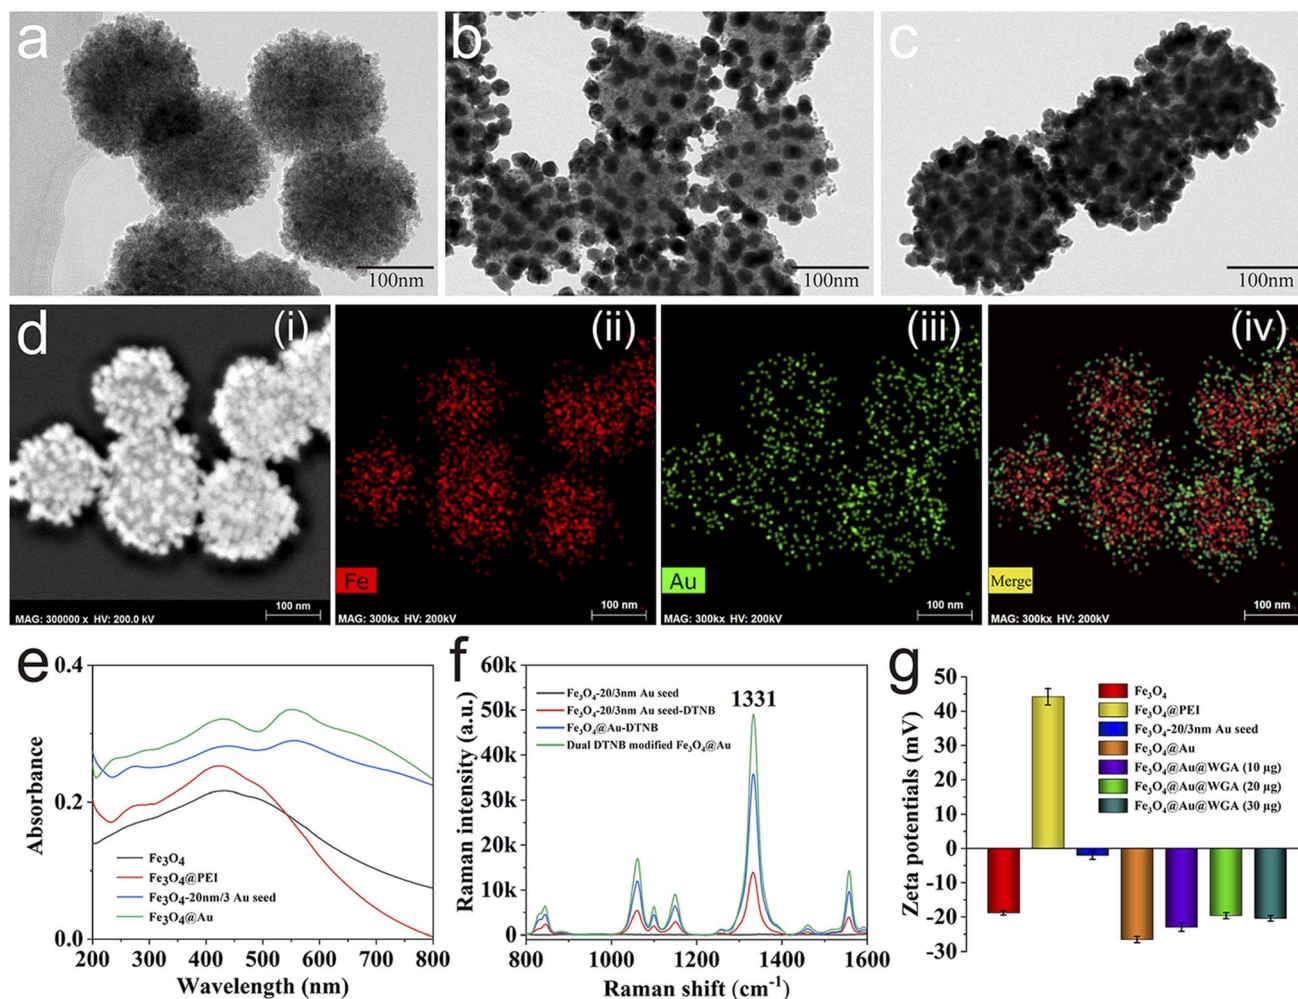 a
100nm
b
100nm
c
100nm
d
(i)
MAG: 300000 x HV: 200.0 kV
100 nm
(ii)
Fe
MAG: 300kx HV: 200kV
100 nm
(iii)
Au
MAG: 300kx HV: 200kV
100 nm
(iv)
Merge
MAG: 300kx HV: 200kV
100 nm
e
0.4
0.2
0.0
Absorbance
Fe₃O₄
Fe₃O₄@PEI
Fe₃O₄-20nm/3 Au seed
Fe₃O₄@Au
200 300 400 500 600 700 800
Wavelength (nm)
f
60k
50k
40k
30k
20k
10k
0
Raman intensity (a.u.)
1331
Fe₃O₄-20/3nm Au seed
Fe₃O₄-20/3nm Au seed-DTNB
Fe₃O₄@Au-DTNB
Dual DTNB modified Fe₃O₄@Au
800 1000 1200 1400 1600
Raman shift (cm⁻¹)
g
50
40
30
20
10
0
-10
-20
-30
Zeta potentials (mV)
Fe₃O₄
Fe₃O₄@PEI
Fe₃O₄-20/3nm Au seed
Fe₃O₄@Au
Fe₃O₄@Au@WGA (10 µg)
Fe₃O₄@Au@WGA (20 µg)
Fe₃O₄@Au@WGA (30 µg)